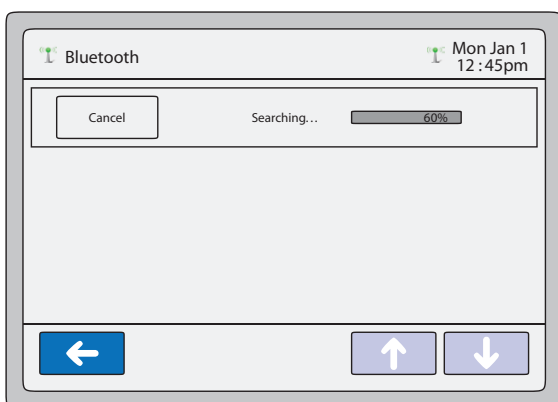 Bluetooth
Mon Jan 1
12 : 45pm
Cancel
Searching...
60%